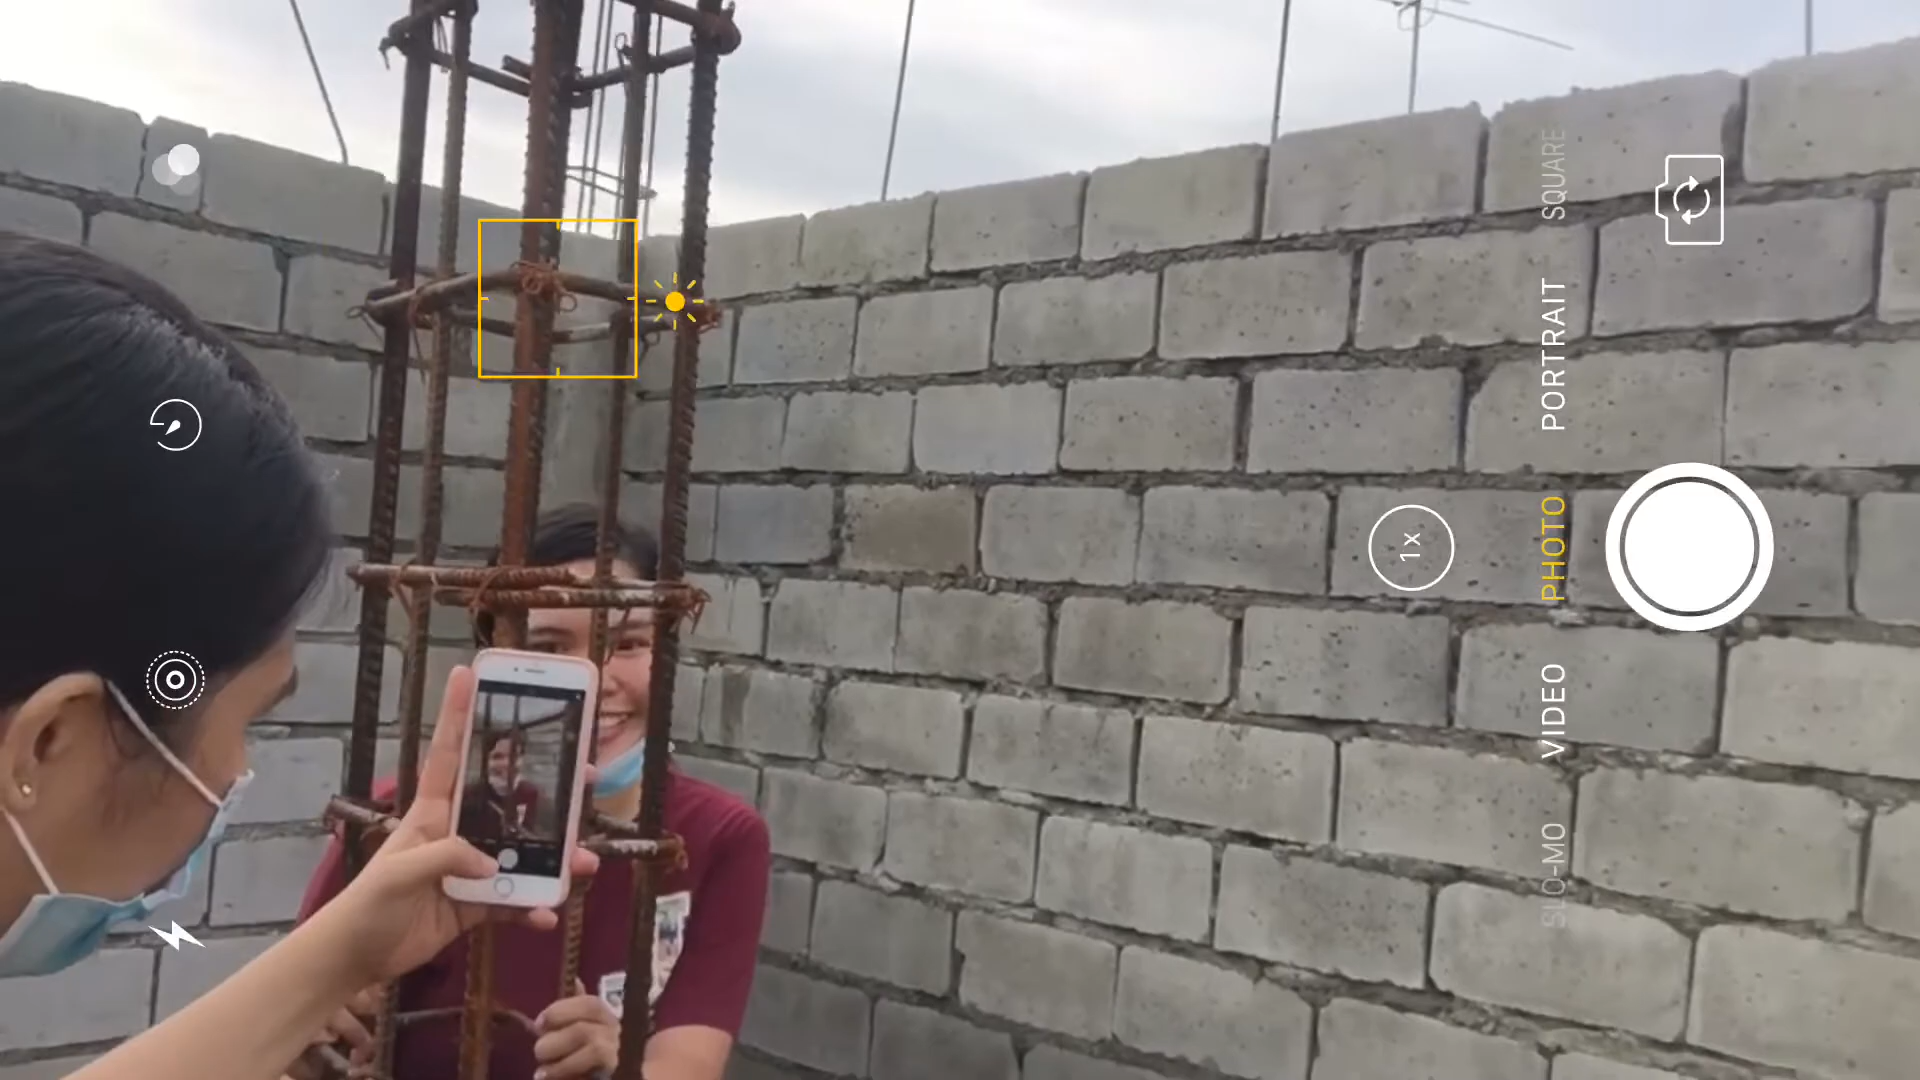 SQUARE
PORTRAIT
PHOTO
VIDEO
SLO-MO
1x